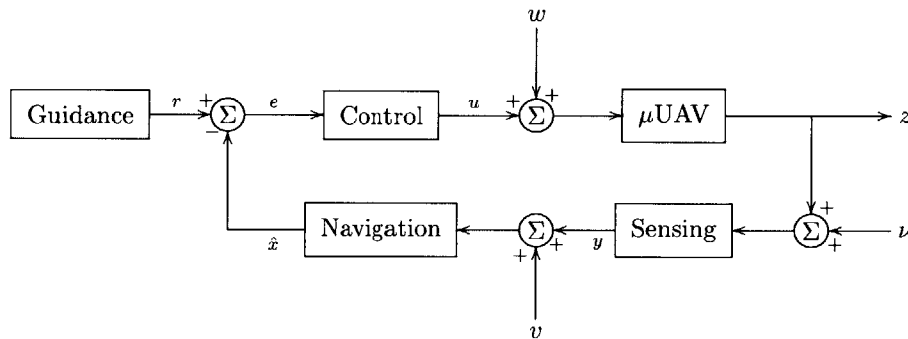 w
Guidance
r
+
Σ
−
e
Control
u
+
Σ
+
μUAV
z
x̂
Navigation
+
Σ
+
y
Sensing
+
Σ
+
ν
v